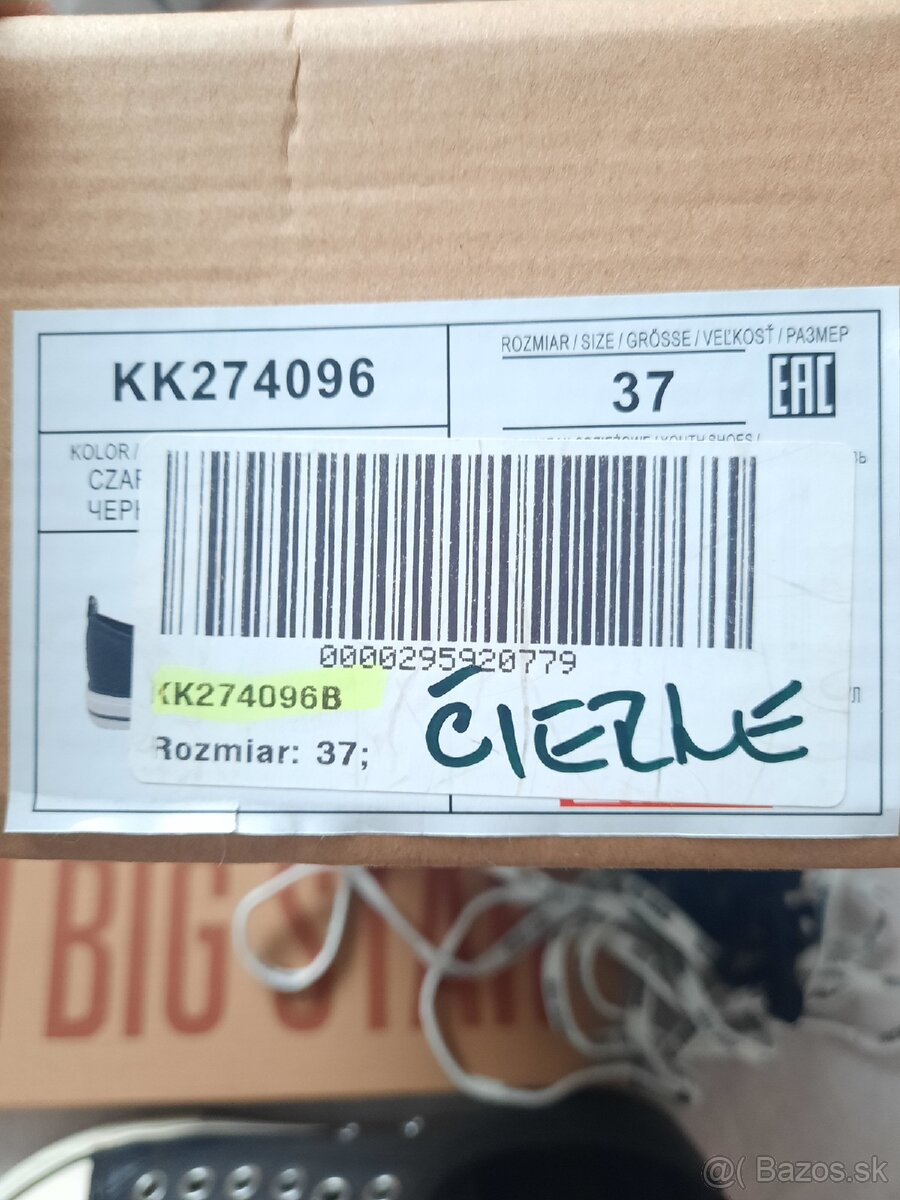 KK274096
ROZMIAR / SIZE / GRÖSSE / VEĽKOSŤ / РАЗМЕР
37
EAC
KOLOR /
CZAR
ЧЕРН
0000295920779
KK274096B
Rozmiar: 37;
ČIERNE
BIG STAR
@( Bazos.sk